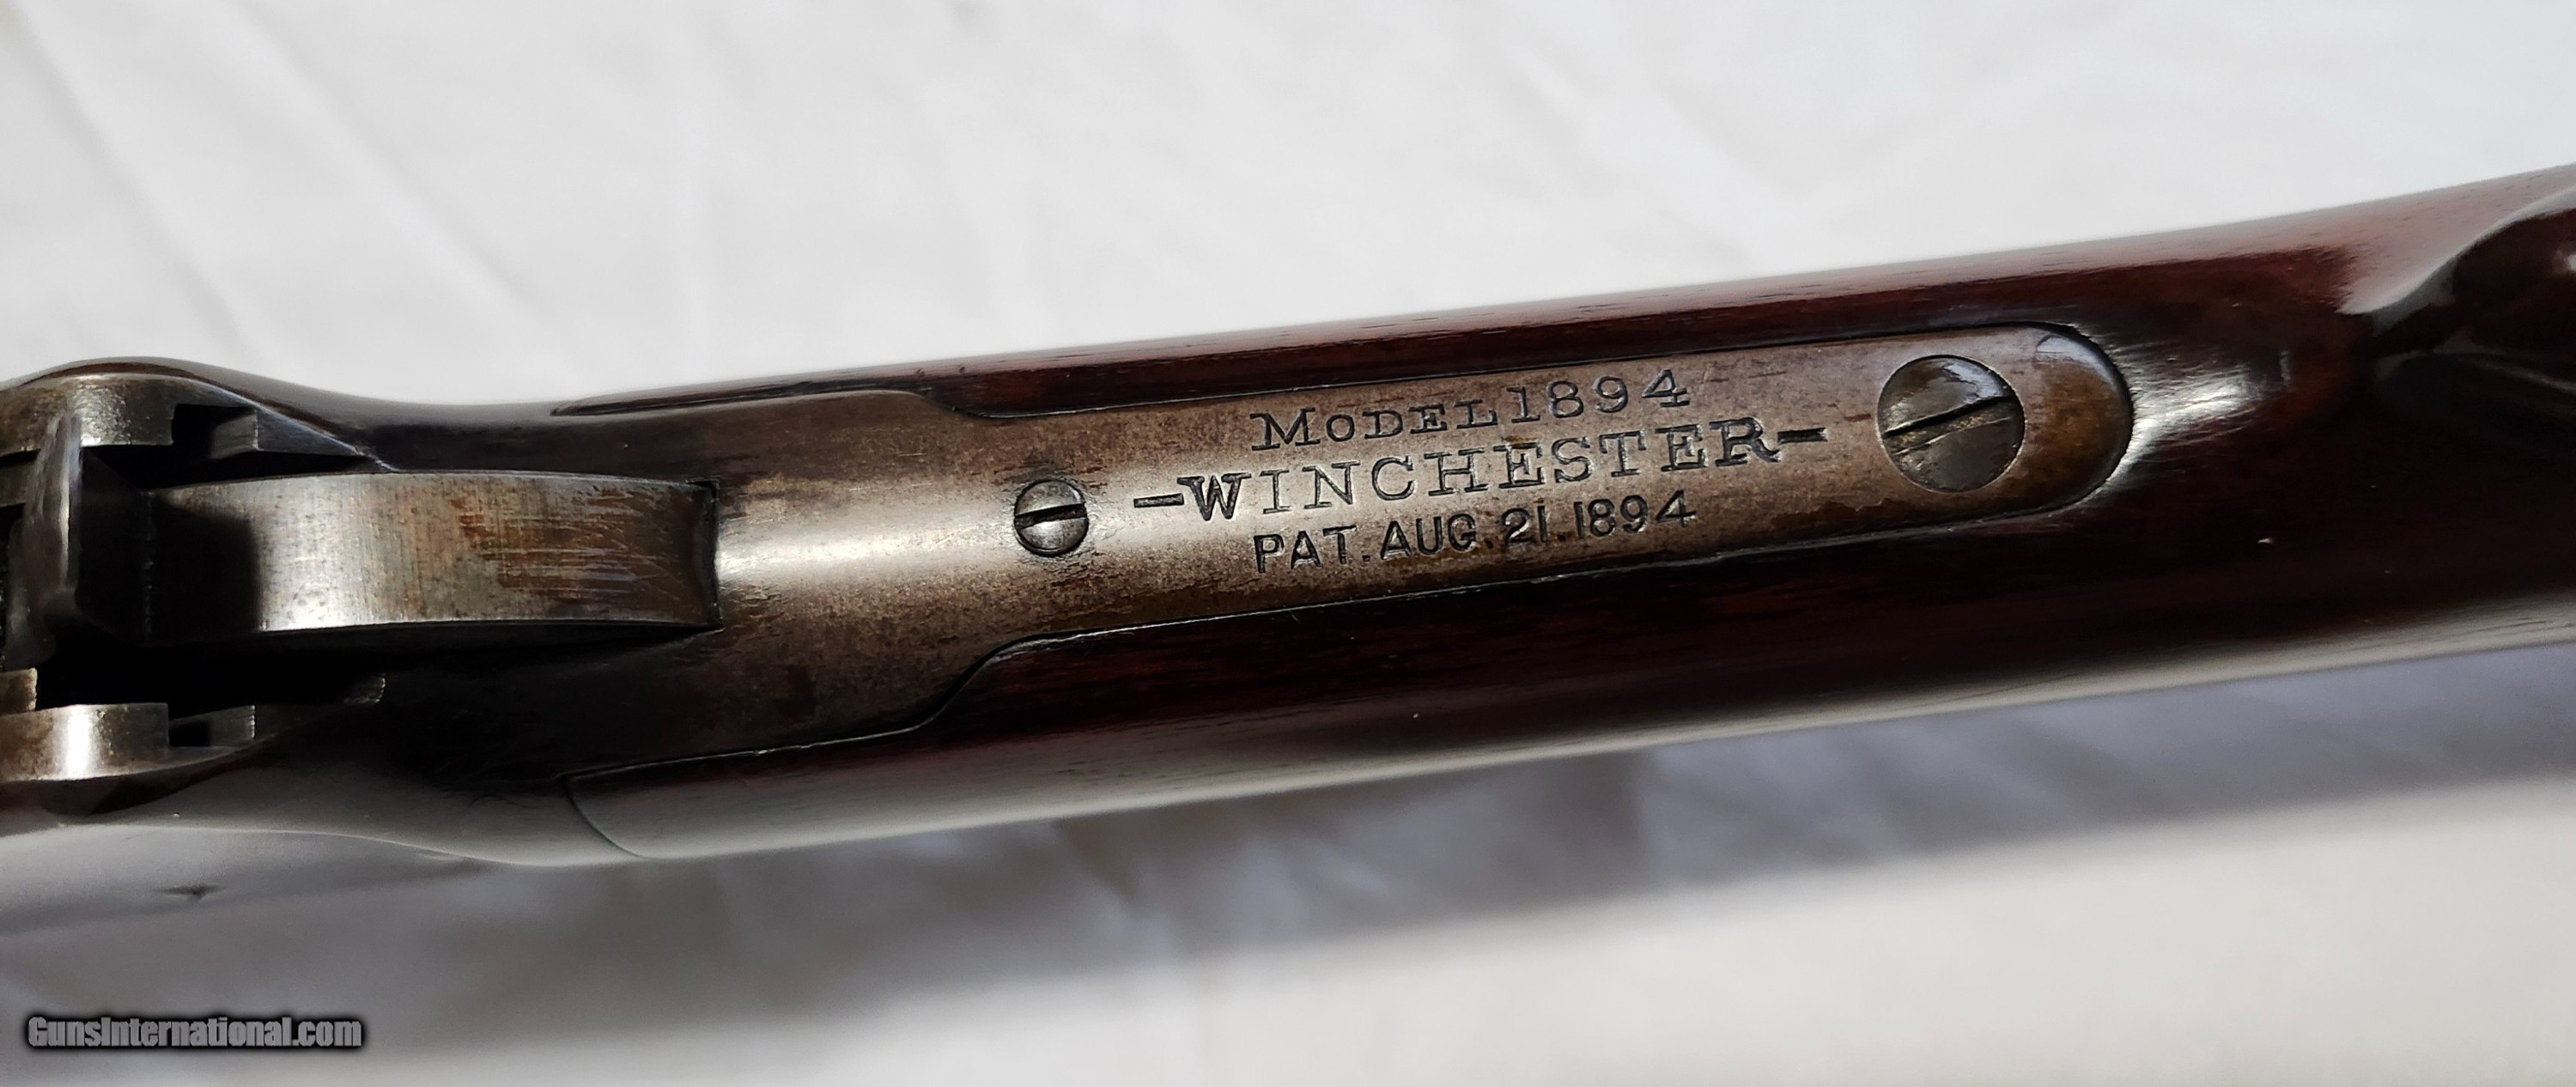 MODEL 1894
-WINCHESTER-
PAT. AUG. 21. 1894
GunsInternational.com